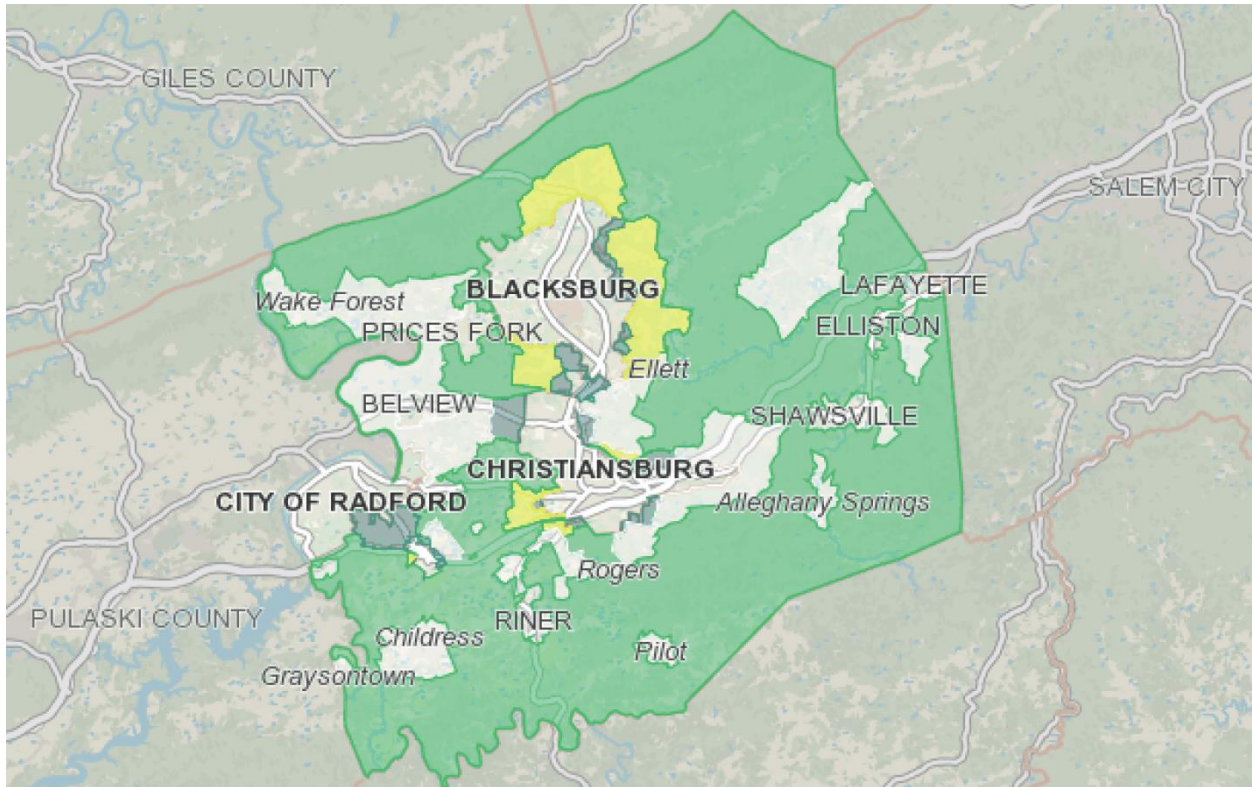 GILES COUNTY
SALEM CITY
BLACKSBURG
LAFAYETTE
Wake Forest
PRICES FORK
ELLISTON
Ellett
BELVIEW
SHAWSVILLE
CHRISTIANSBURG
CITY OF RADFORD
Alleghany Springs
Rogers
PULASKI COUNTY
RINER
Childress
Pilot
Graysontown